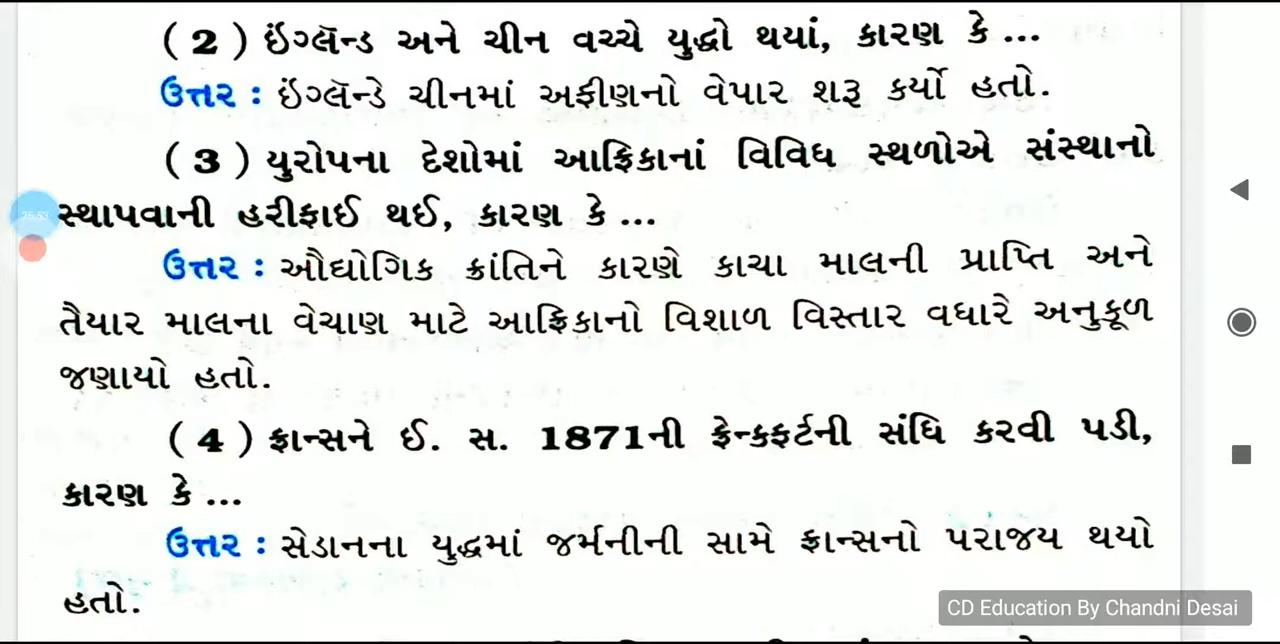 ( 2 ) ઇંગ્લૅન્ડ અને ચીન વચ્ચે યુદ્ધો થયાં, કારણ કે ...
ઉત્તર : ઇંગ્લૅન્ડે ચીનમાં અફીણનો વેપાર શરૂ કર્યો હતો.
( 3 ) યુરોપના દેશોમાં આફ્રિકાનાં વિવિધ સ્થળોએ સંસ્થાનો
25:53
સ્થાપવાની હરીફાઈ થઈ, કારણ કે ...
ઉત્તર : ઔદ્યોગિક ક્રાંતિને કારણે કાચા માલની પ્રાપ્તિ અને
તૈયાર માલના વેચાણ માટે આફ્રિકાનો વિશાળ વિસ્તાર વધારે અનુકૂળ
જણાયો હતો.
( 4 ) ફ્રાન્સને ઈ. સ. 1871ની ફ્રેન્કફર્ટની સંધિ કરવી પડી,
કારણ કે ...
ઉત્તર : સેડાનના યુદ્ધમાં જર્મનીની સામે ફ્રાન્સનો પરાજય થયો
હતો.
CD Education By Chandni Desai